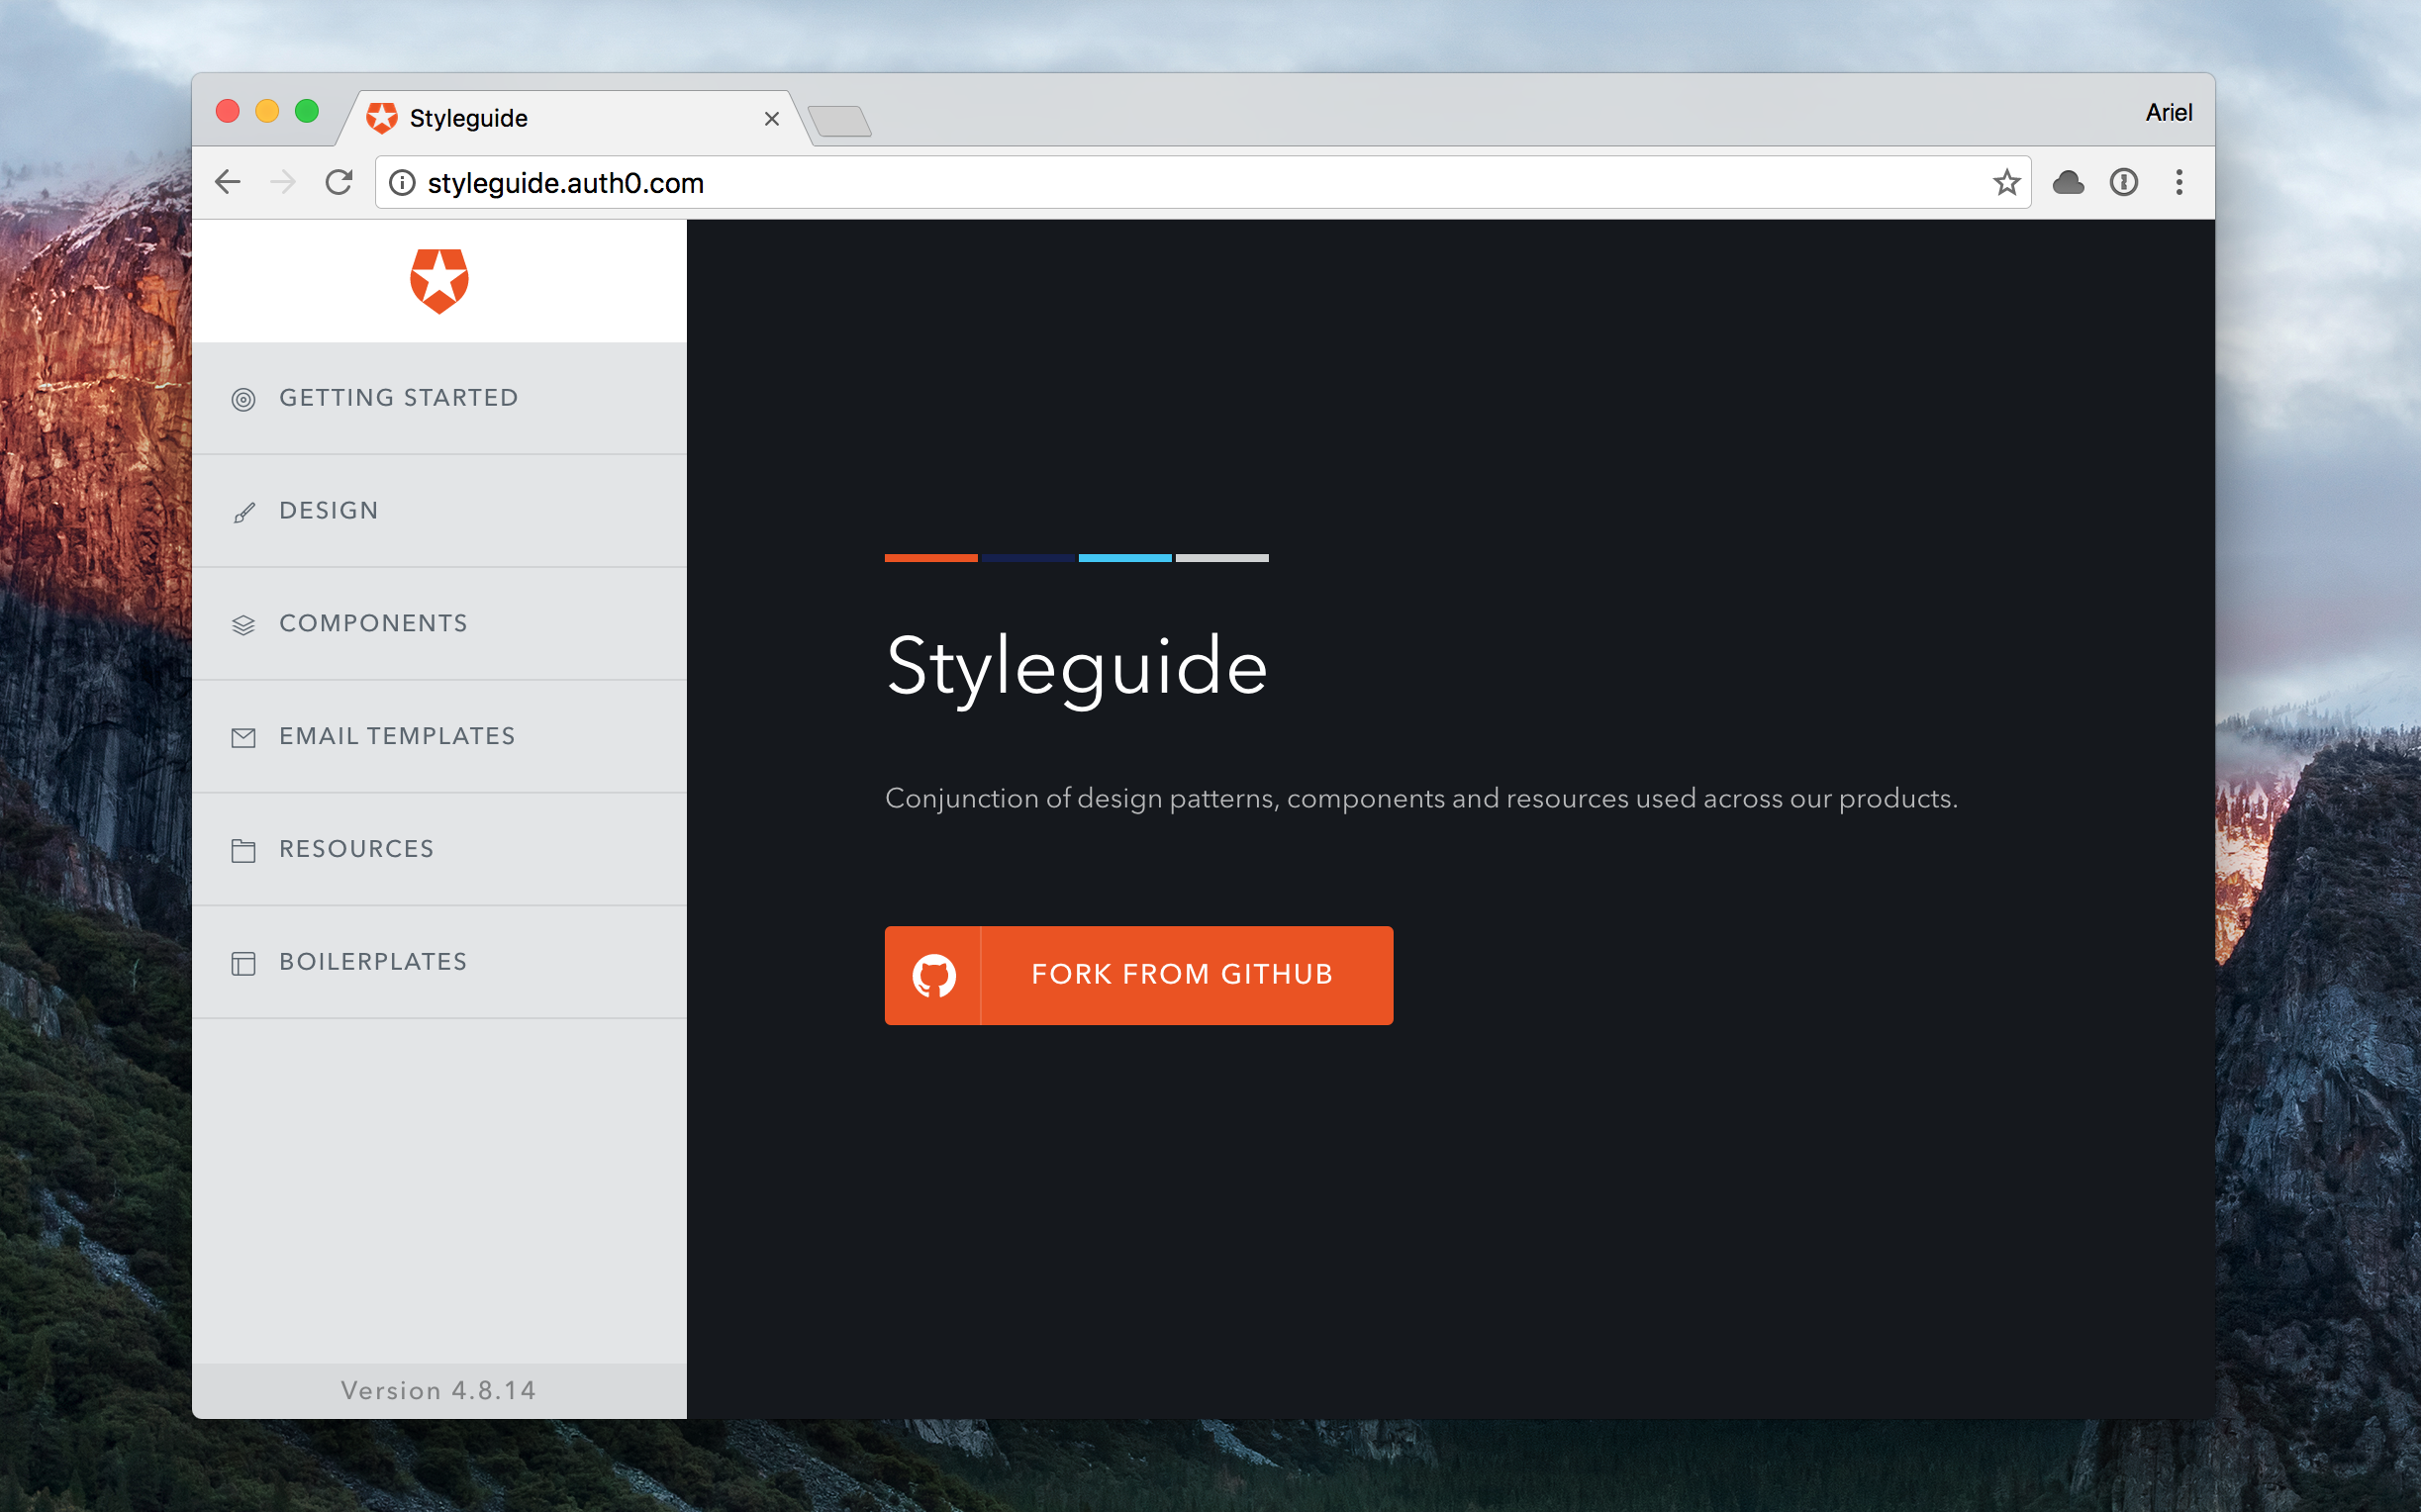 Styleguide
Ariel
styleguide.auth0.com
GETTING STARTED
DESIGN
COMPONENTS
EMAIL TEMPLATES
RESOURCES
BOILERPLATES
Version 4.8.14
Styleguide
Conjunction of design patterns, components and resources used across our products.
FORK FROM GITHUB